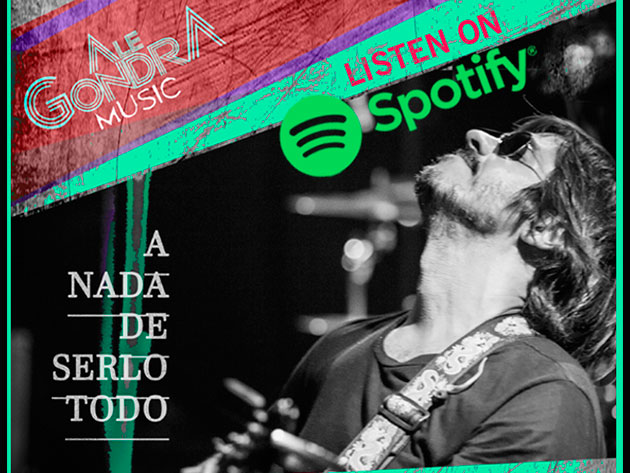 ALE
GONDRA
MUSIC
LISTEN ON
Spotify®
A
NADA
DE
SERLO
TODO